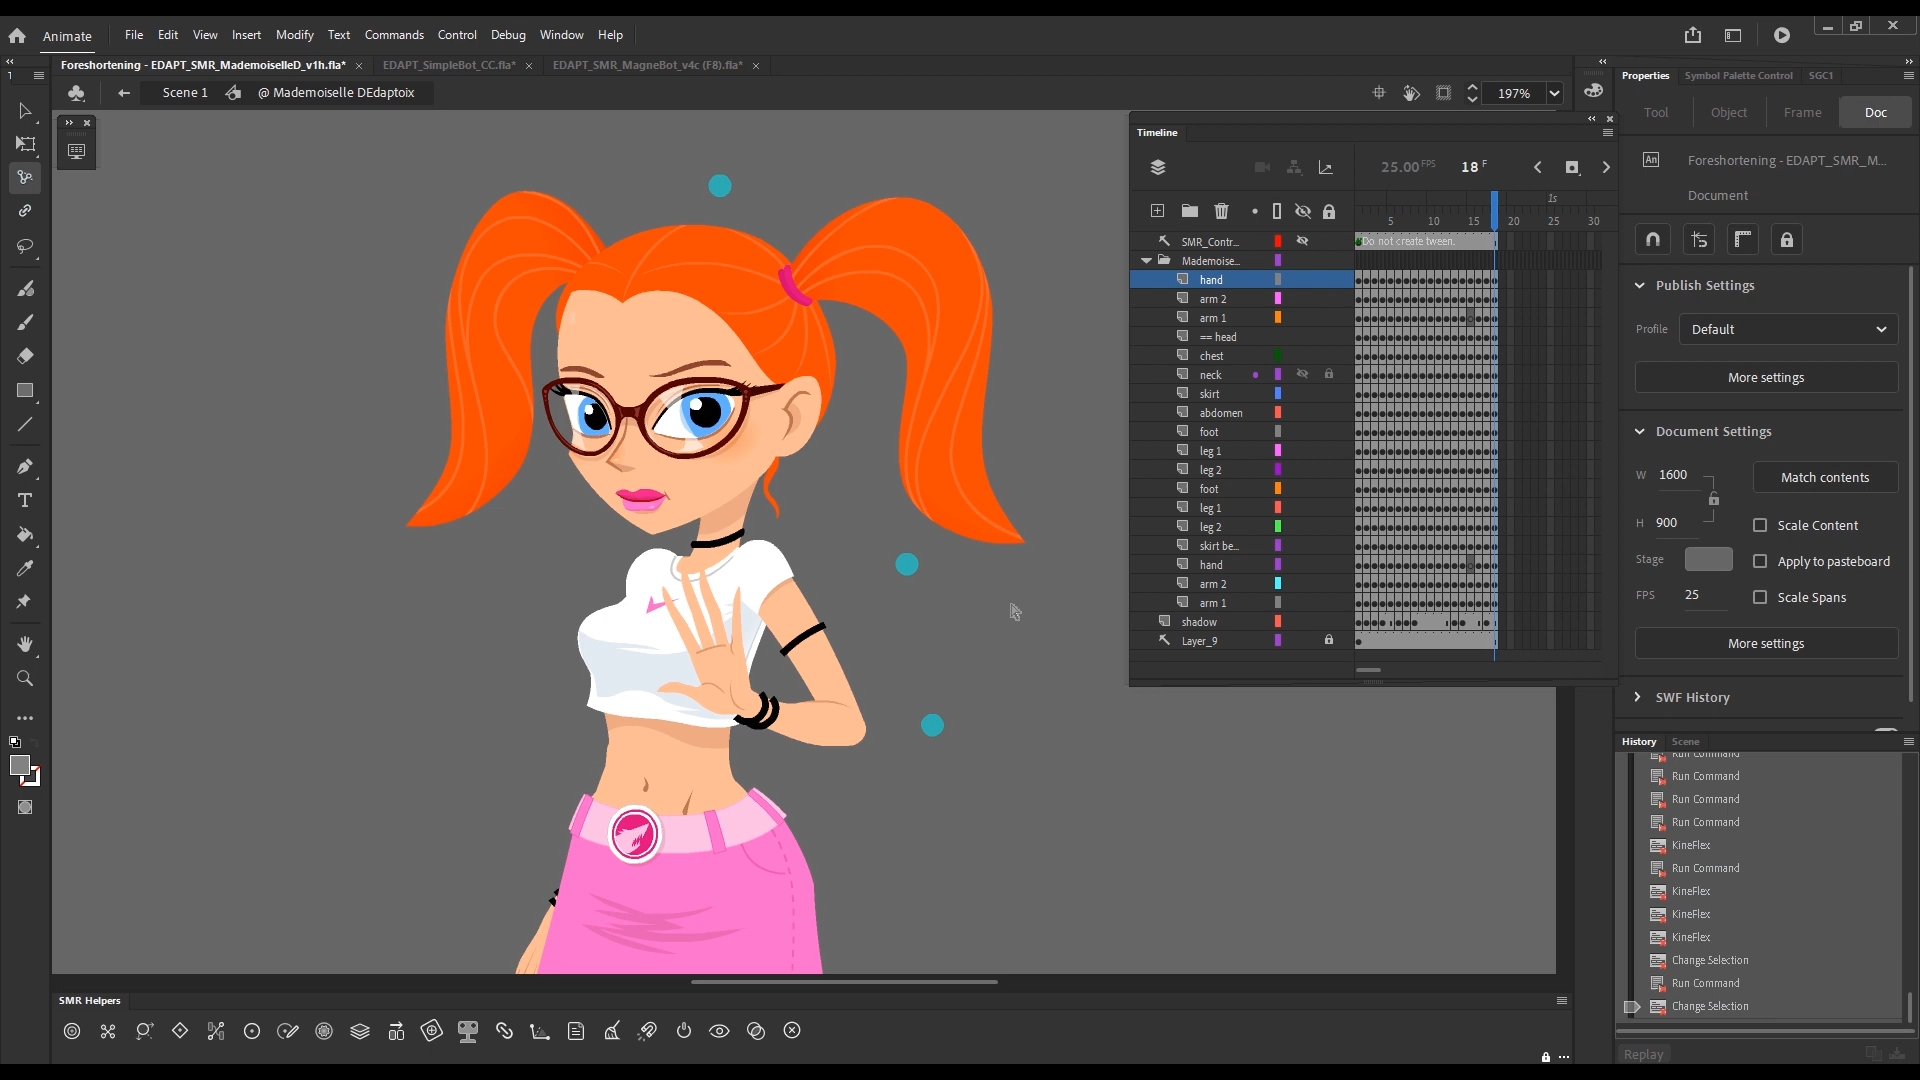 Animate File Edit View Insert Modify Text Commands Control Debug Window Help
Foreshortening - EDAPT_SMR_MademoiselleD_v1h.fla* EDAPT_SimpleBot_CC.fla* EDAPT_SMR_MagneBot_v4c (F8).fla*
Scene 1 @ Mademoiselle DEdaptoix 197%
Timeline
25.00 FPS 18 F
1s
5 10 15 20 25 30
SMR_Contr... Do not create tween.
Mademoise...
hand
arm 2
arm 1
== head
chest
neck
skirt
abdomen
foot
leg 1
leg 2
foot
leg 1
leg 2
skirt be...
hand
arm 2
arm 1
shadow
Layer_9
Properties Symbol Palette Control SGC1
Tool Object Frame Doc
An Foreshortening - EDAPT_SMR_M...
Document
Publish Settings
Profile Default
More settings
Document Settings
W 1600 Match contents
H 900 Scale Content
Stage Apply to pasteboard
FPS 25 Scale Spans
More settings
SWF History
History Scene
Run Command
Run Command
Run Command
Run Command
KineFlex
Run Command
KineFlex
KineFlex
KineFlex
Change Selection
Run Command
Change Selection
Replay
SMR Helpers